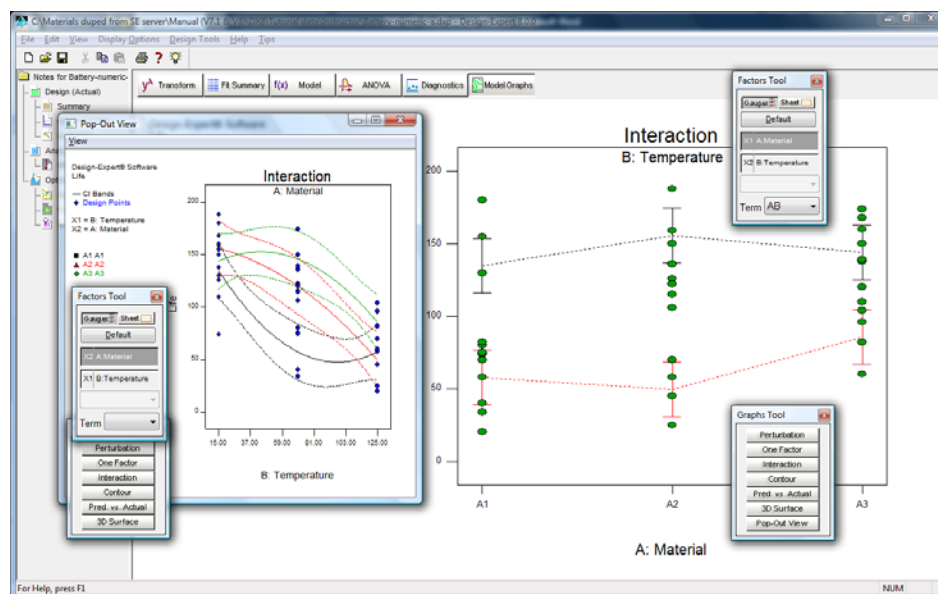 File Edit View Display Options Design Tools Help Tips
Notes for Battery-numeric-
Design (Actual)
Summary
Transform Fit Summary f(x) Model ANOVA Diagnostics Model Graphs
Pop-Out View
View
Design-Expert® Software
Life
CI Bands
Design Points
X1 = B: Temperature
X2 = A: Material
A1 A1
A2 A2
A3 A3
Interaction
A: Material
200
150
100
50
0
15.00 37.00 59.00 81.00 103.00 125.00
B: Temperature
Factors Tool
Gauges Sheet
Default
X2 A:Material
X1 B:Temperature
Term
Perturbation
One Factor
Interaction
Contour
Pred. vs. Actual
3D Surface
Interaction
B: Temperature
200
150
100
50
0
A1 A2 A3
A: Material
Factors Tool
Gauges Sheet
Default
X1 A:Material
X2 B:Temperature
Term AB
Graphs Tool
Perturbation
One Factor
Interaction
Contour
Pred. vs. Actual
3D Surface
Pop-Out View
For Help, press F1
NUM